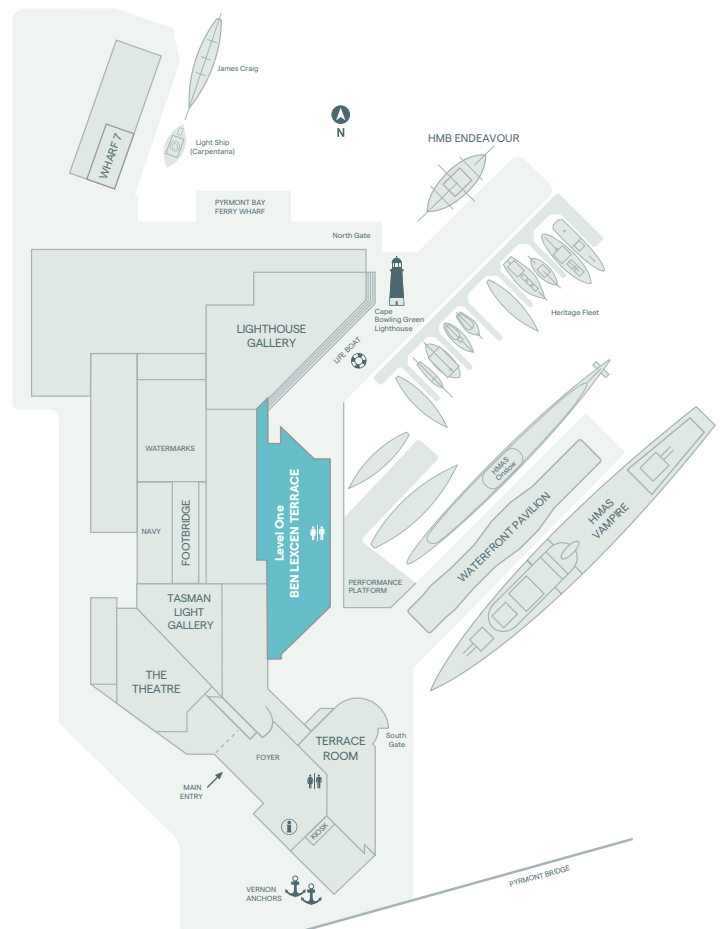 James Craig
Light Ship
(Carpentaria)
WHARF 7
N
HMB ENDEAVOUR
PYRMONT BAY
FERRY WHARF
North Gate
Cape
Bowling Green
Lighthouse
Heritage Fleet
LIGHTHOUSE
GALLERY
LIFE BOAT
WATERMARKS
HMAS
Onslow
NAVY
FOOTBRIDGE
Level One
BEN LEXCEN TERRACE
WATERFRONT PAVILION
HMAS
VAMPIRE
PERFORMANCE
PLATFORM
TASMAN
LIGHT
GALLERY
THE
THEATRE
TERRACE
ROOM
South
Gate
FOYER
MAIN
ENTRY
KIOSK
VERNON
ANCHORS
PYRMONT BRIDGE